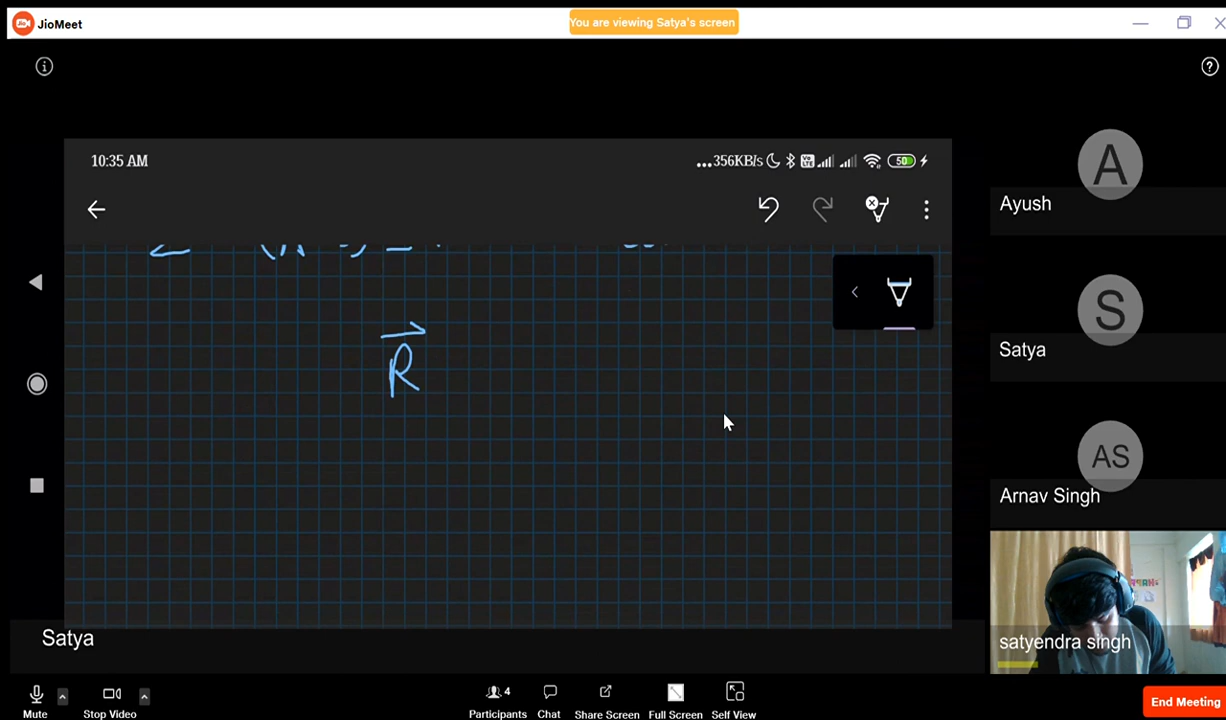 JioMeet
You are viewing Satya's screen
10:35 AM
...356KB/s
50
R
A
Ayush
S
Satya
AS
Arnav Singh
satyendra singh
Satya
Mute
Stop Video
4
Participants
Chat
Share Screen
Full Screen
Self View
End Meeting